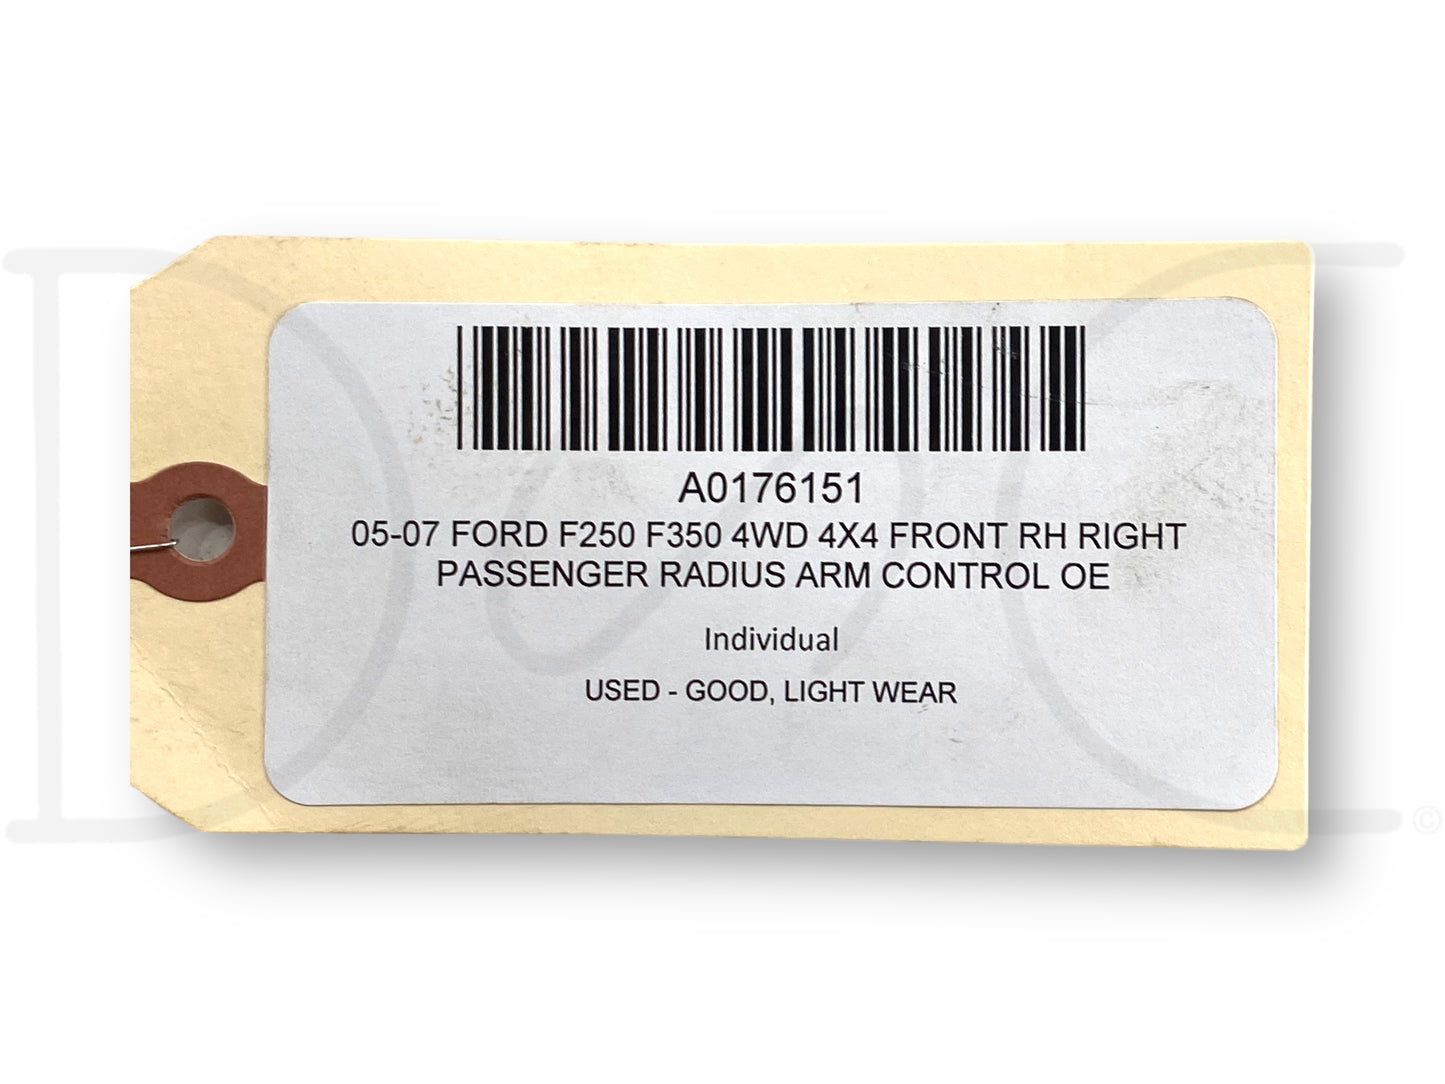 A0176151
05-07 FORD F250 F350 4WD 4X4 FRONT RH RIGHT
PASSENGER RADIUS ARM CONTROL OE
Individual
USED - GOOD, LIGHT WEAR
©